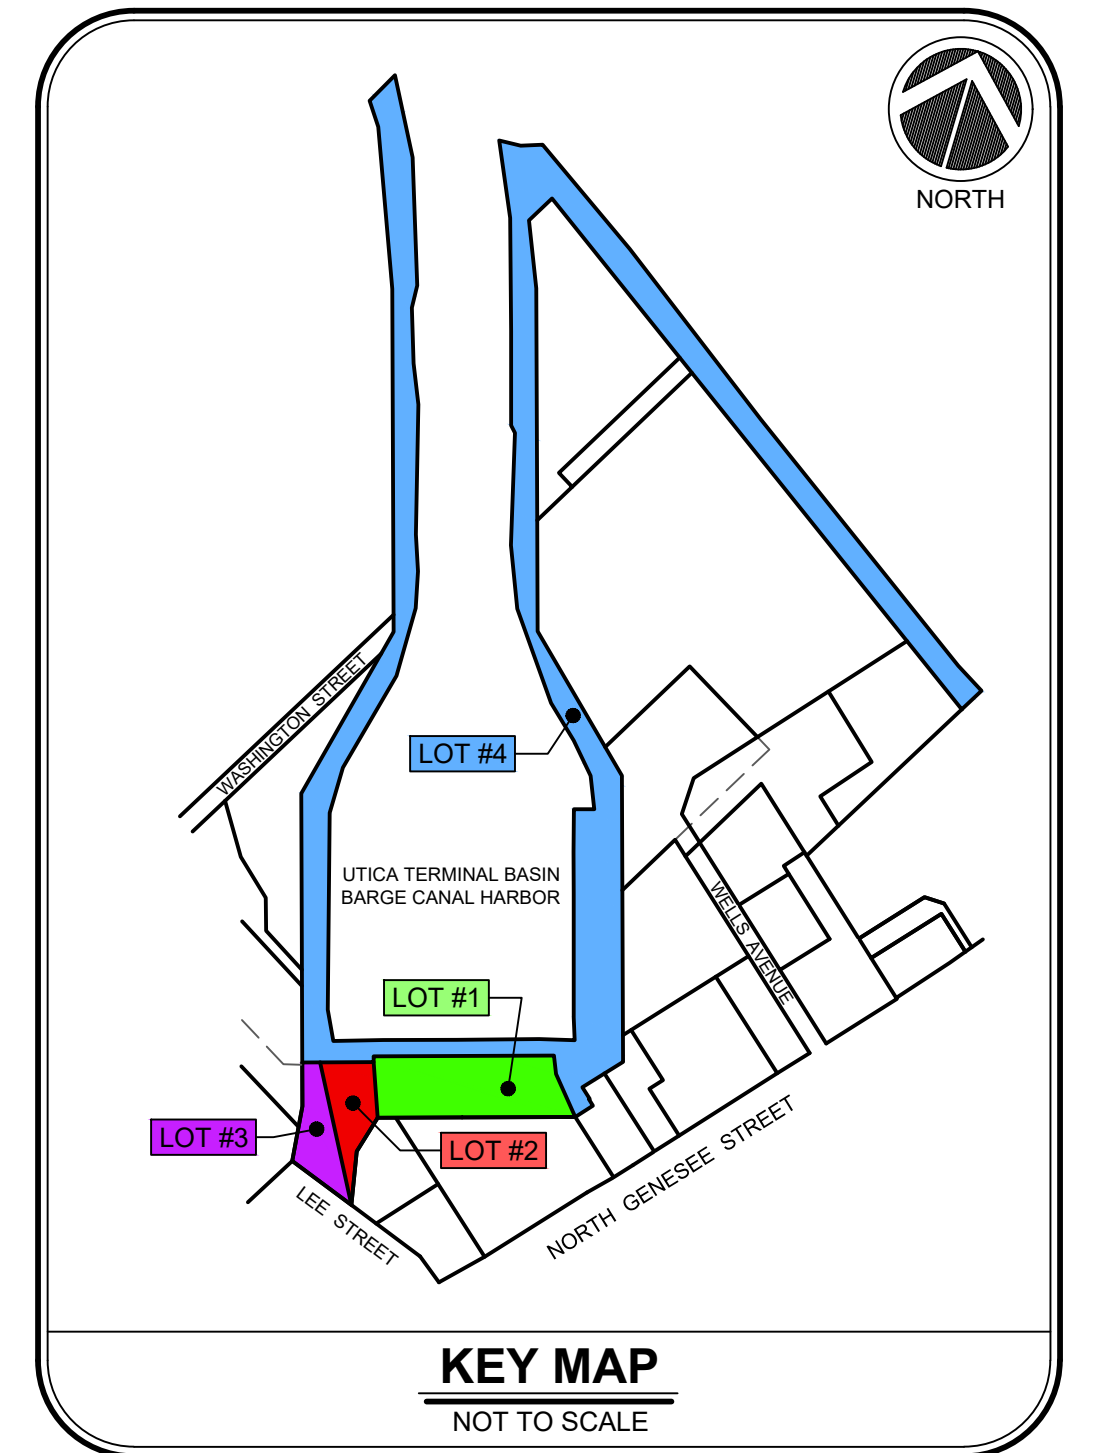 NORTH
WASHINGTON STREET
LOT #4
UTICA TERMINAL BASIN
BARGE CANAL HARBOR
WELLS AVENUE
LOT #1
LOT #3
LOT #2
LEE STREET
NORTH GENESEE STREET
KEY MAP
NOT TO SCALE